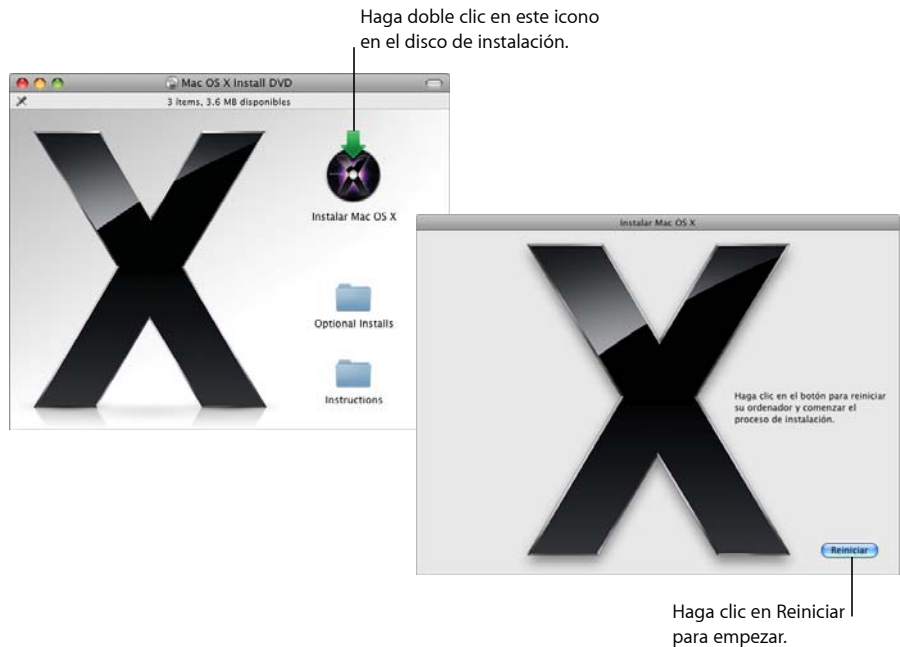 Haga doble clic en este icono
en el disco de instalación.
Mac OS X Install DVD
3 ítems, 3.6 MB disponibles
Instalar Mac OS X
Optional Installs
Instructions
Instalar Mac OS X
Haga clic en el botón para reiniciar
su ordenador y comenzar el
proceso de instalación.
Reiniciar
Haga clic en Reiniciar
para empezar.